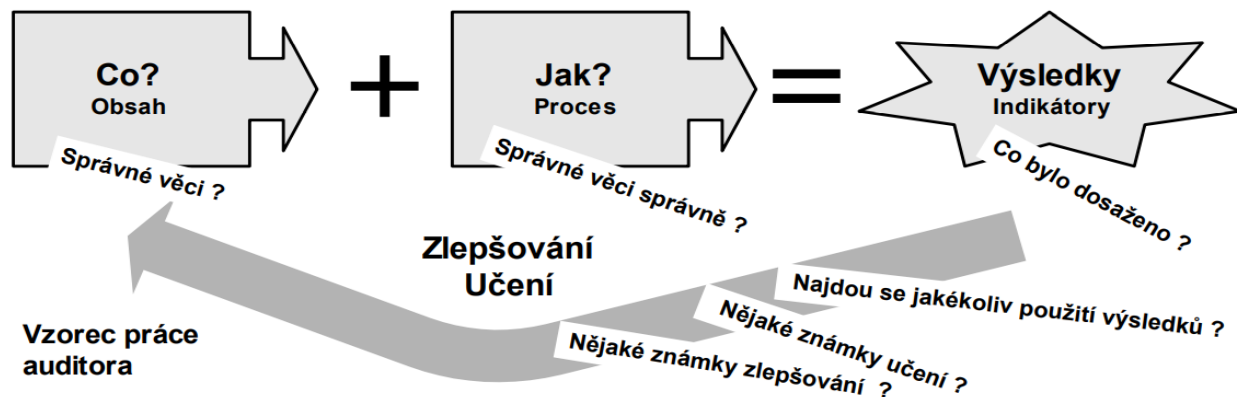 Co?
Obsah
Správné věci ?
+
Jak?
Proces
Správné věci správně ?
=
Výsledky
Indikátory
Co bylo dosaženo ?
Zlepšování
Učení
Najdou se jakékoliv použití výsledků ?
Nějaké známky učení ?
Nějaké známky zlepšování ?
Vzorec práce
auditora